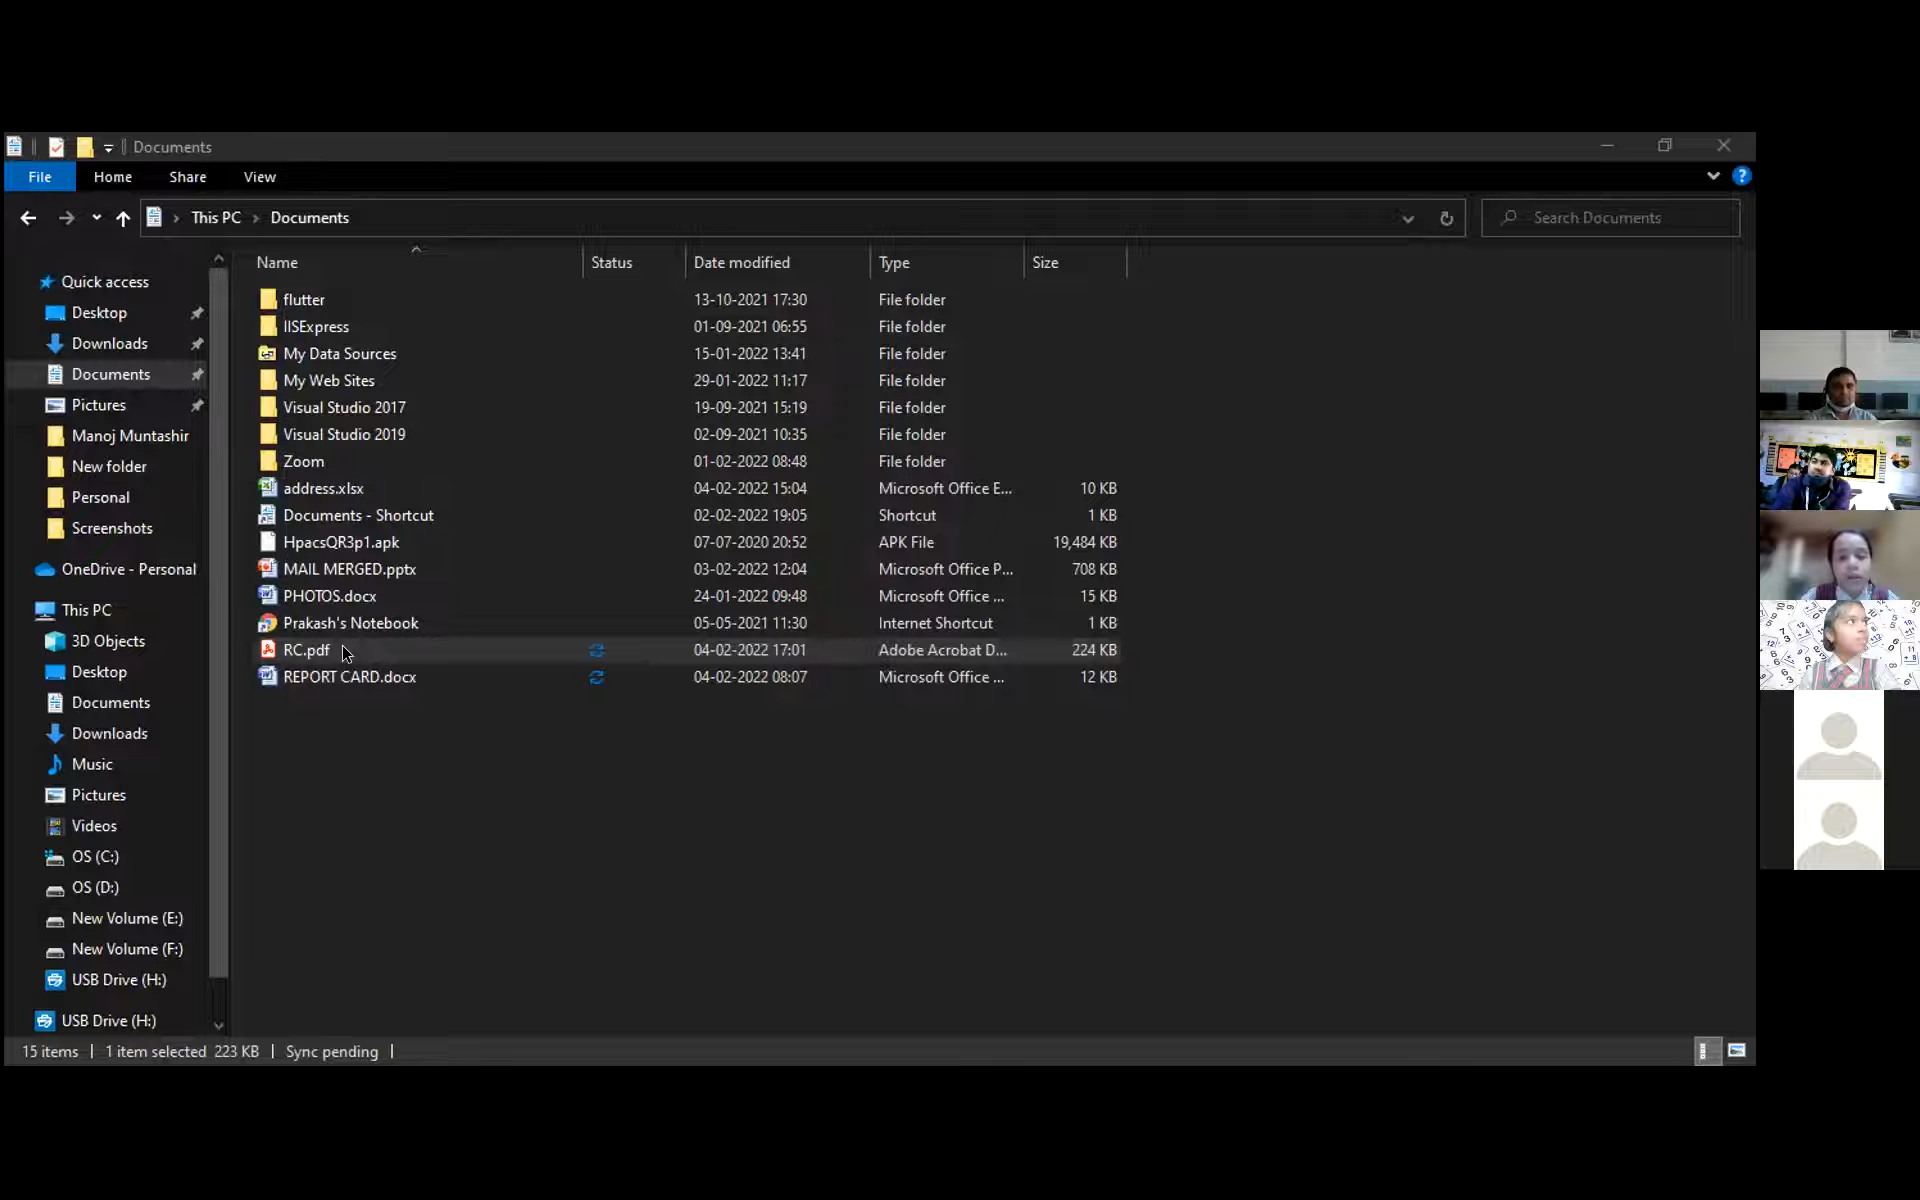 Documents
File Home Share View
This PC Documents
Search Documents
Name Status Date modified Type Size
Quick access
Desktop
Downloads
Documents
Pictures
Manoj Muntashir
New folder
Personal
Screenshots
OneDrive - Personal
This PC
3D Objects
Desktop
Documents
Downloads
Music
Pictures
Videos
OS (C:)
OS (D:)
New Volume (E:)
New Volume (F:)
USB Drive (H:)
USB Drive (H:)
flutter 13-10-2021 17:30 File folder
IISExpress 01-09-2021 06:55 File folder
My Data Sources 15-01-2022 13:41 File folder
My Web Sites 29-01-2022 11:17 File folder
Visual Studio 2017 19-09-2021 15:19 File folder
Visual Studio 2019 02-09-2021 10:35 File folder
Zoom 01-02-2022 08:48 File folder
address.xlsx 04-02-2022 15:04 Microsoft Office E... 10 KB
Documents - Shortcut 02-02-2022 19:05 Shortcut 1 KB
HpacsQR3p1.apk 07-07-2020 20:52 APK File 19,484 KB
MAIL MERGED.pptx 03-02-2022 12:04 Microsoft Office P... 708 KB
PHOTOS.docx 24-01-2022 09:48 Microsoft Office ... 15 KB
Prakash's Notebook 05-05-2021 11:30 Internet Shortcut 1 KB
RC.pdf 04-02-2022 17:01 Adobe Acrobat D... 224 KB
REPORT CARD.docx 04-02-2022 08:07 Microsoft Office ... 12 KB
15 items 1 item selected 223 KB Sync pending